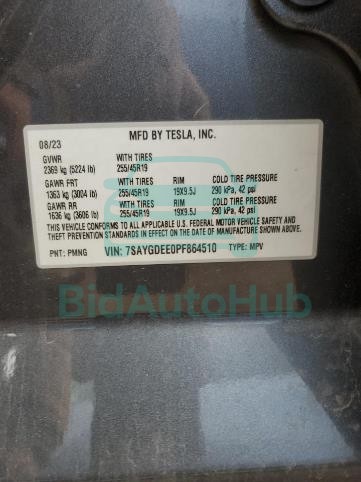 MFD BY TESLA, INC.
08/23
GVWR WITH TIRES
2369 kg (5224 lb) 255/45R19
GAWR FRT WITH TIRES RIM COLD TIRE PRESSURE
1363 kg (3004 lb) 255/45R19 19X9.5J 290 kPa, 42 psi
GAWR RR WITH TIRES RIM COLD TIRE PRESSURE
1636 kg (3606 lb) 255/45R19 19X9.5J 290 kPa, 42 psi
THIS VEHICLE CONFORMS TO ALL APPLICABLE U.S. FEDERAL MOTOR VEHICLE SAFETY AND
THEFT PREVENTION STANDARDS IN EFFECT ON THE DATE OF MANUFACTURE SHOWN ABOVE.
PNT: PMNG VIN: 7SAYGDEE0PF864510 TYPE: MPV
BidAutoHub